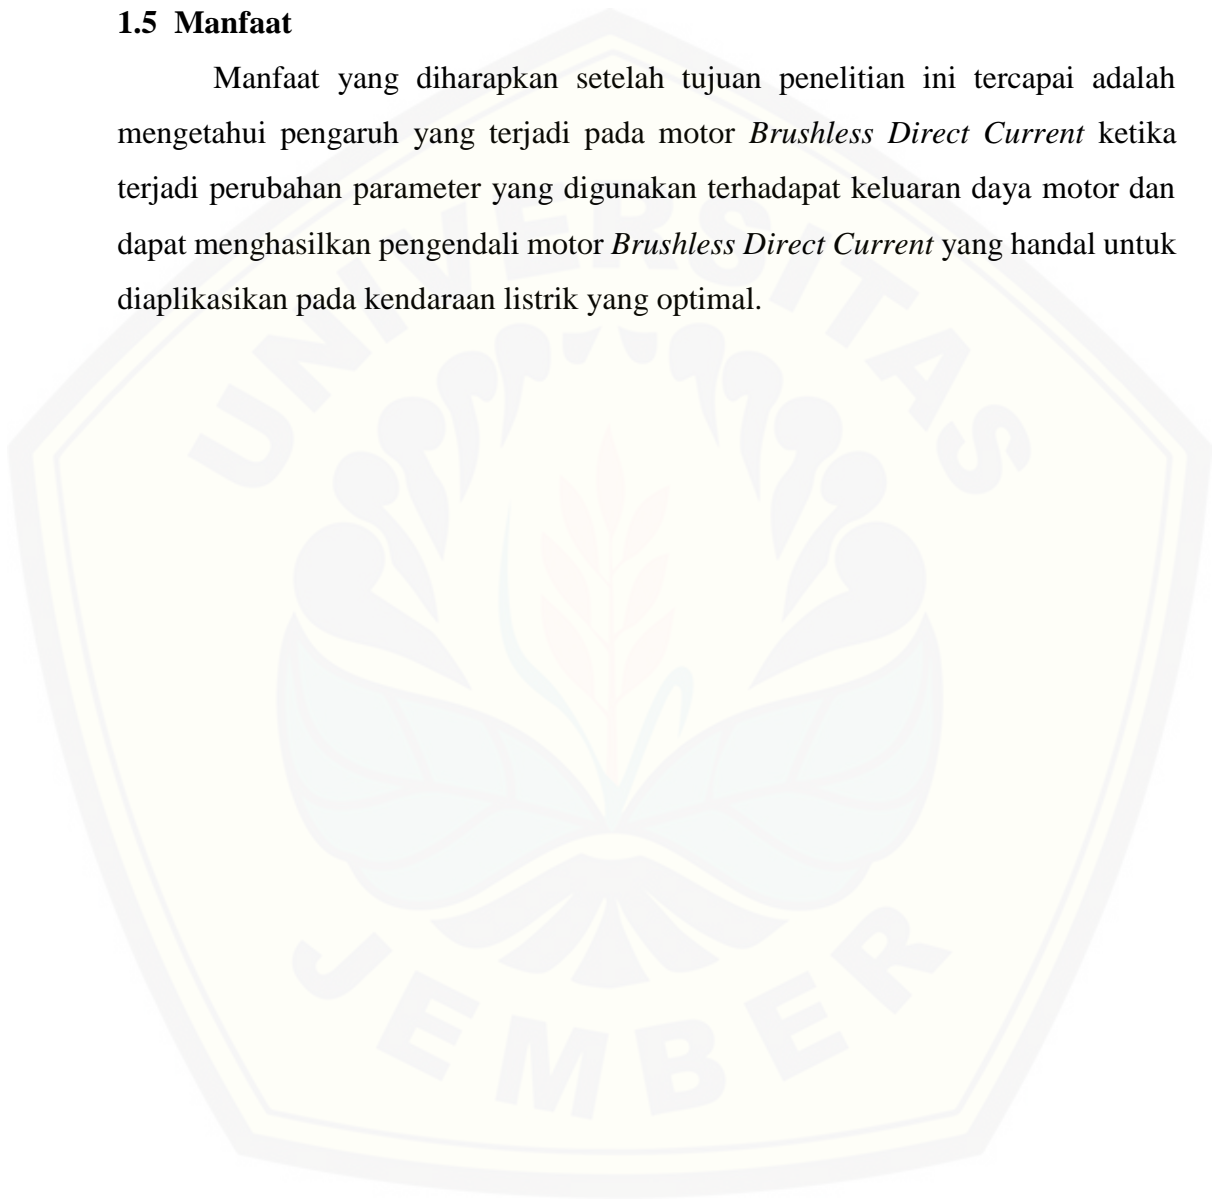 1.5 Manfaat
Manfaat yang diharapkan setelah tujuan penelitian ini tercapai adalah
mengetahui pengaruh yang terjadi pada motor Brushless Direct Current ketika
terjadi perubahan parameter yang digunakan terhadapat keluaran daya motor dan
dapat menghasilkan pengendali motor Brushless Direct Current yang handal untuk
diaplikasikan pada kendaraan listrik yang optimal.
UNIVERSITAS
JEMBER